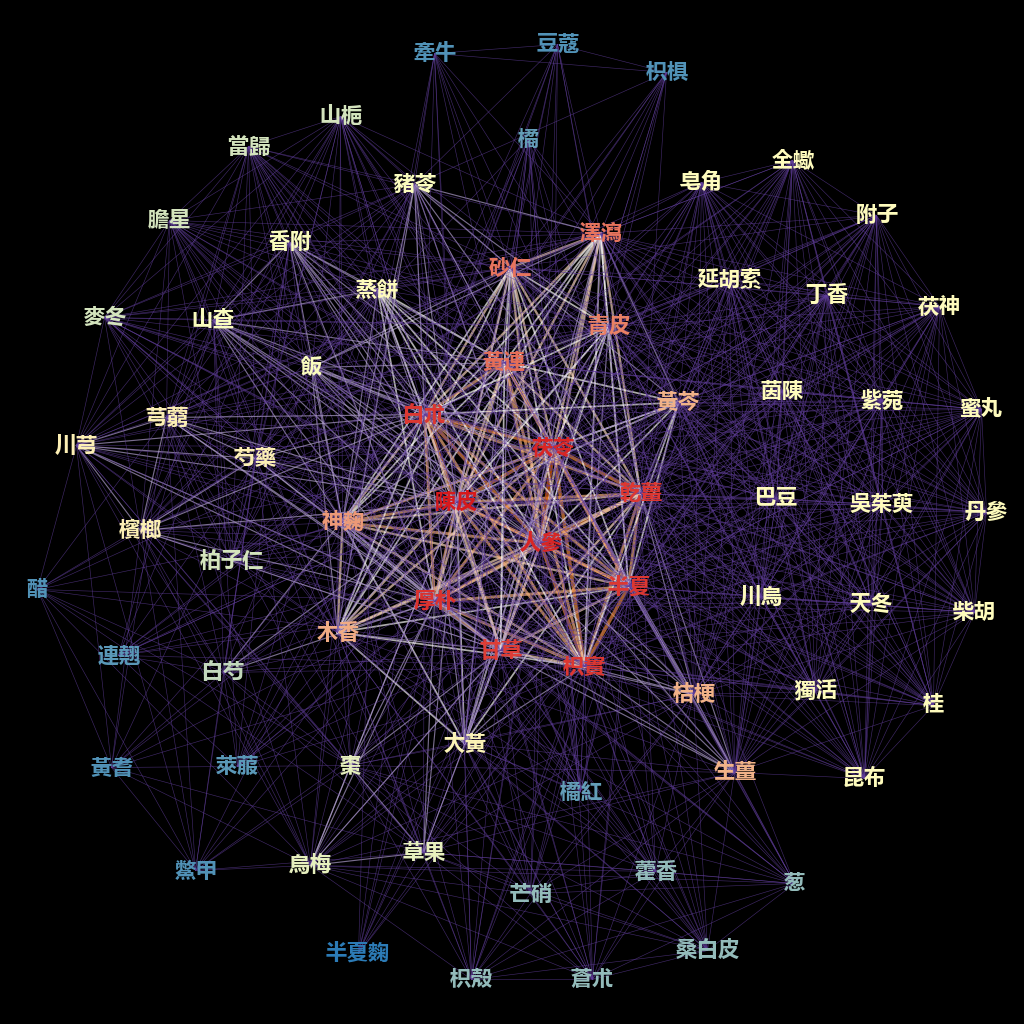 豆蔻
牽牛
枳椇
山梔
橘
當歸
全蠍
皂角
豬苓
附子
膽星
澤瀉
香附
砂仁
延胡索
蒸餅
丁香
茯神
麥冬
山查
青皮
黃連
飯
茵陳
紫菀
黃芩
蜜丸
白朮
芎藭
川芎
茯苓
芍藥
乾薑
巴豆
陳皮
吳茱萸
丹參
神麴
檳榔
人參
柏子仁
半夏
醋
川烏
厚朴
天冬
柴胡
木香
甘草
連翹
枳實
白芍
獨活
桔梗
桂
大黃
棗
萊菔
黃耆
生薑
昆布
橘紅
草果
烏梅
鱉甲
藿香
葱
芒硝
桑白皮
半夏麴
枳殼
蒼朮